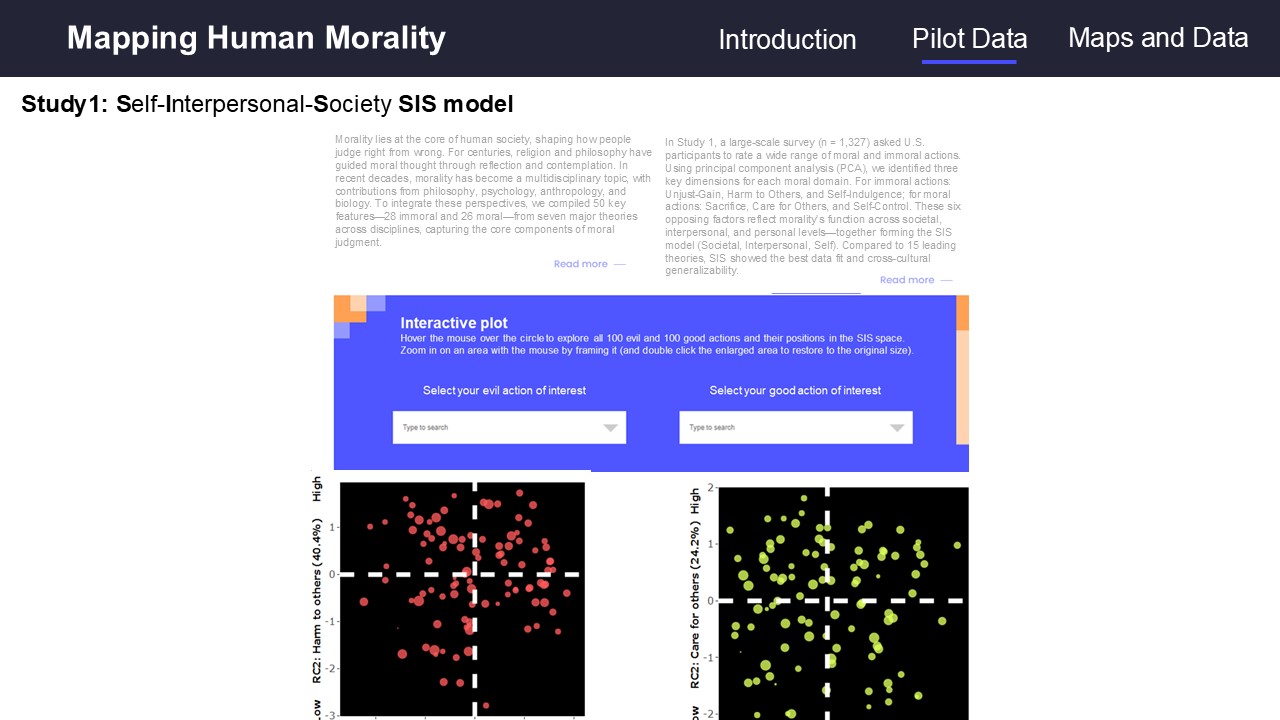 Mapping Human Morality
Introduction
Pilot Data
Maps and Data
Study1: Self-Interpersonal-Society SIS model
Morality lies at the core of human society, shaping how people
judge right from wrong. For centuries, religion and philosophy have
guided moral thought through reflection and contemplation. In
recent decades, morality has become a multidisciplinary topic, with
contributions from philosophy, psychology, anthropology, and
biology. To integrate these perspectives, we compiled 50 key
features—28 immoral and 26 moral—from seven major theories
across disciplines, capturing the core components of moral
judgment.
Read more
In Study 1, a large-scale survey (n = 1,327) asked U.S.
participants to rate a wide range of moral and immoral actions.
Using principal component analysis (PCA), we identified three
key dimensions for each moral domain. For immoral actions:
Unjust-Gain, Harm to Others, and Self-Indulgence; for moral
actions: Sacrifice, Care for Others, and Self-Control. These six
opposing factors reflect morality's function across societal,
interpersonal, and personal levels—together forming the SIS
model (Societal, Interpersonal, Self). Compared to 15 leading
theories, SIS showed the best data fit and cross-cultural
generalizability.
Read more
Interactive plot
Hover the mouse over the circle to explore all 100 evil and 100 good actions and their positions in the SIS space.
Zoom in on an area with the mouse by framing it (and double click the enlarged area to restore to the original size).
Select your evil action of interest
Type to search
Select your good action of interest
Type to search
ow RC2: Harm to others (40.4%) High
1
0
-1
-2
-3
ow RC2: Care for others (24.2%) High
2
1
0
-1
-2